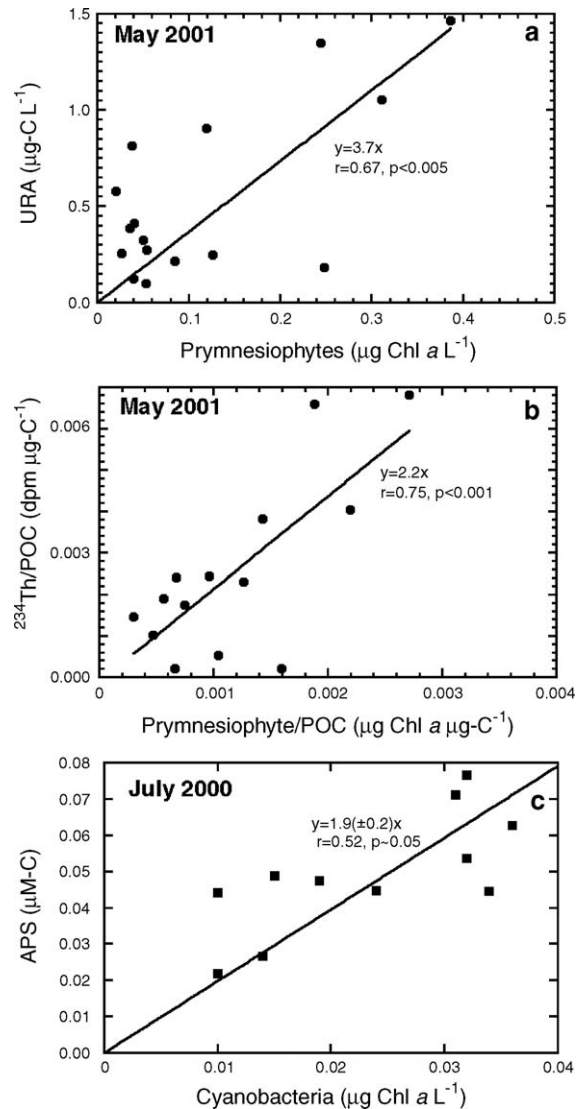 May 2001
a
1.5
1.0
0.5
0.0
URA (μg-C L⁻¹)
y=3.7x
r=0.67, p<0.005
0
0.1
0.2
0.3
0.4
0.5
Prymnesiophytes (μg Chl a L⁻¹)
May 2001
b
0.006
0.003
0.000
²³⁴Th/POC (dpm μg-C⁻¹)
y=2.2x
r=0.75, p<0.001
0
0.001
0.002
0.003
0.004
Prymnesiophyte/POC (μg Chl a μg-C⁻¹)
July 2000
c
0.08
0.07
0.06
0.05
0.04
0.03
0.02
0.01
0.00
APS (μM-C)
y=1.9(±0.2)x
r=0.52, p~0.05
0
0.01
0.02
0.03
0.04
Cyanobacteria (μg Chl a L⁻¹)